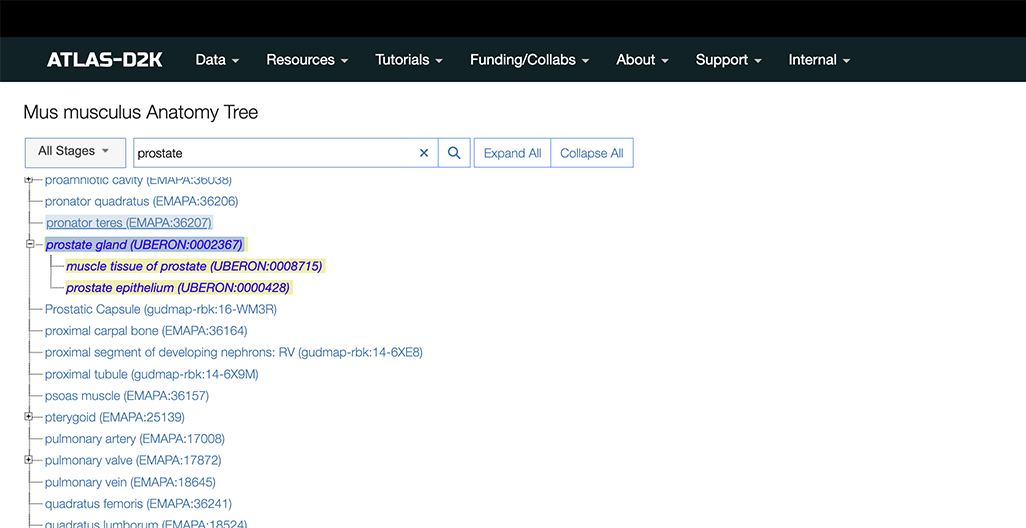 ATLAS-D2K Data Resources Tutorials Funding/Collabs About Support Internal
Mus musculus Anatomy Tree
All Stages prostate Expand All Collapse All
proamniotic cavity (EMAPA:36038)
pronator quadratus (EMAPA:36206)
pronator teres (EMAPA:36207)
prostate gland (UBERON:0002367)
muscle tissue of prostate (UBERON:0008715)
prostate epithelium (UBERON:0000428)
Prostatic Capsule (gudmap-rbk:16-WM3R)
proximal carpal bone (EMAPA:36164)
proximal segment of developing nephrons: RV (gudmap-rbk:14-6XE8)
proximal tubule (gudmap-rbk:14-6X9M)
psoas muscle (EMAPA:36157)
pterygoid (EMAPA:25139)
pulmonary artery (EMAPA:17008)
pulmonary valve (EMAPA:17872)
pulmonary vein (EMAPA:18645)
quadratus femoris (EMAPA:36241)
quadratus lumborum (EMAPA:18524)